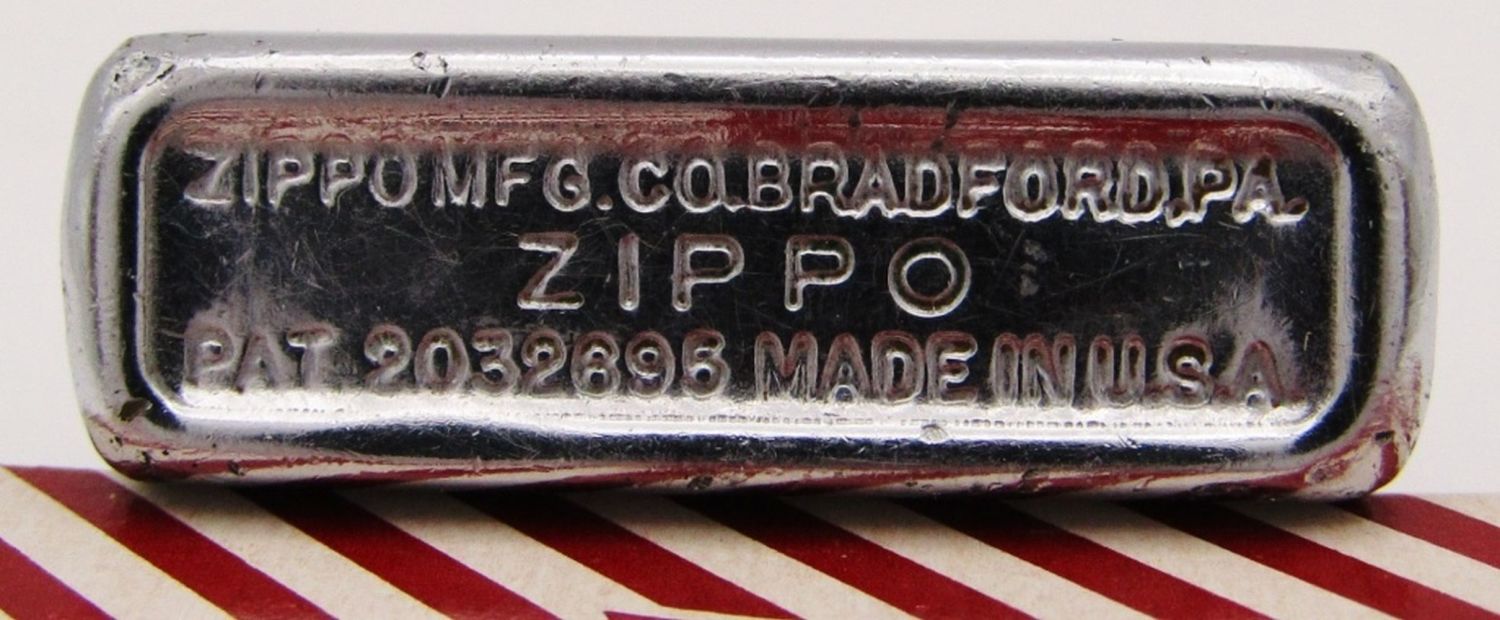 ZIPPO MFG. CO. BRADFORD, PA.
ZIPPO
PAT. 2032695 MADE IN U.S.A